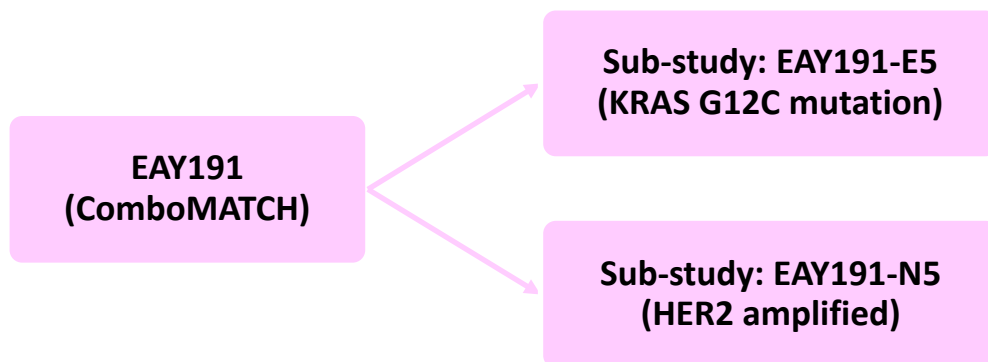 Sub-study: EAY191-E5
(KRAS G12C mutation)
EAY191
(ComboMATCH)
Sub-study: EAY191-N5
(HER2 amplified)